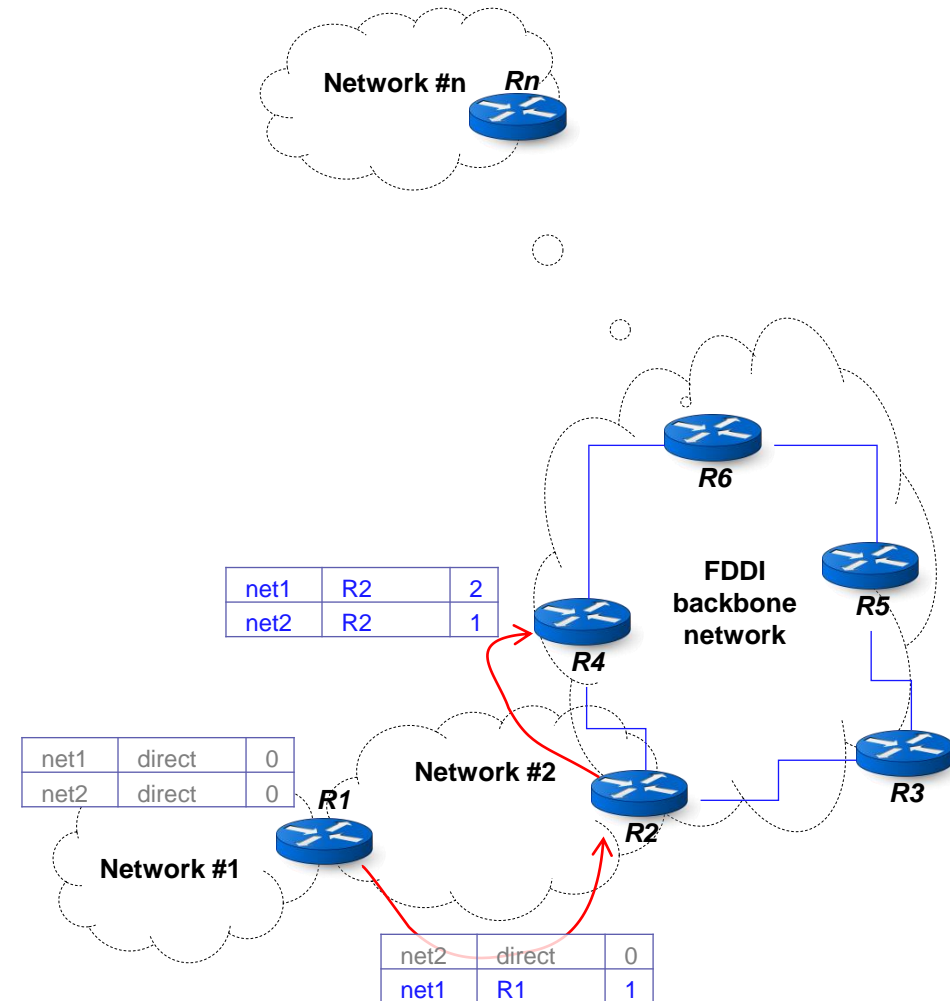 Network #n
Rn
R6
FDDI
backbone
network
R5
net1 R2 2
net2 R2 1
R4
net1 direct 0
net2 direct 0
Network #2
R3
R1
R2
Network #1
net2 direct 0
net1 R1 1